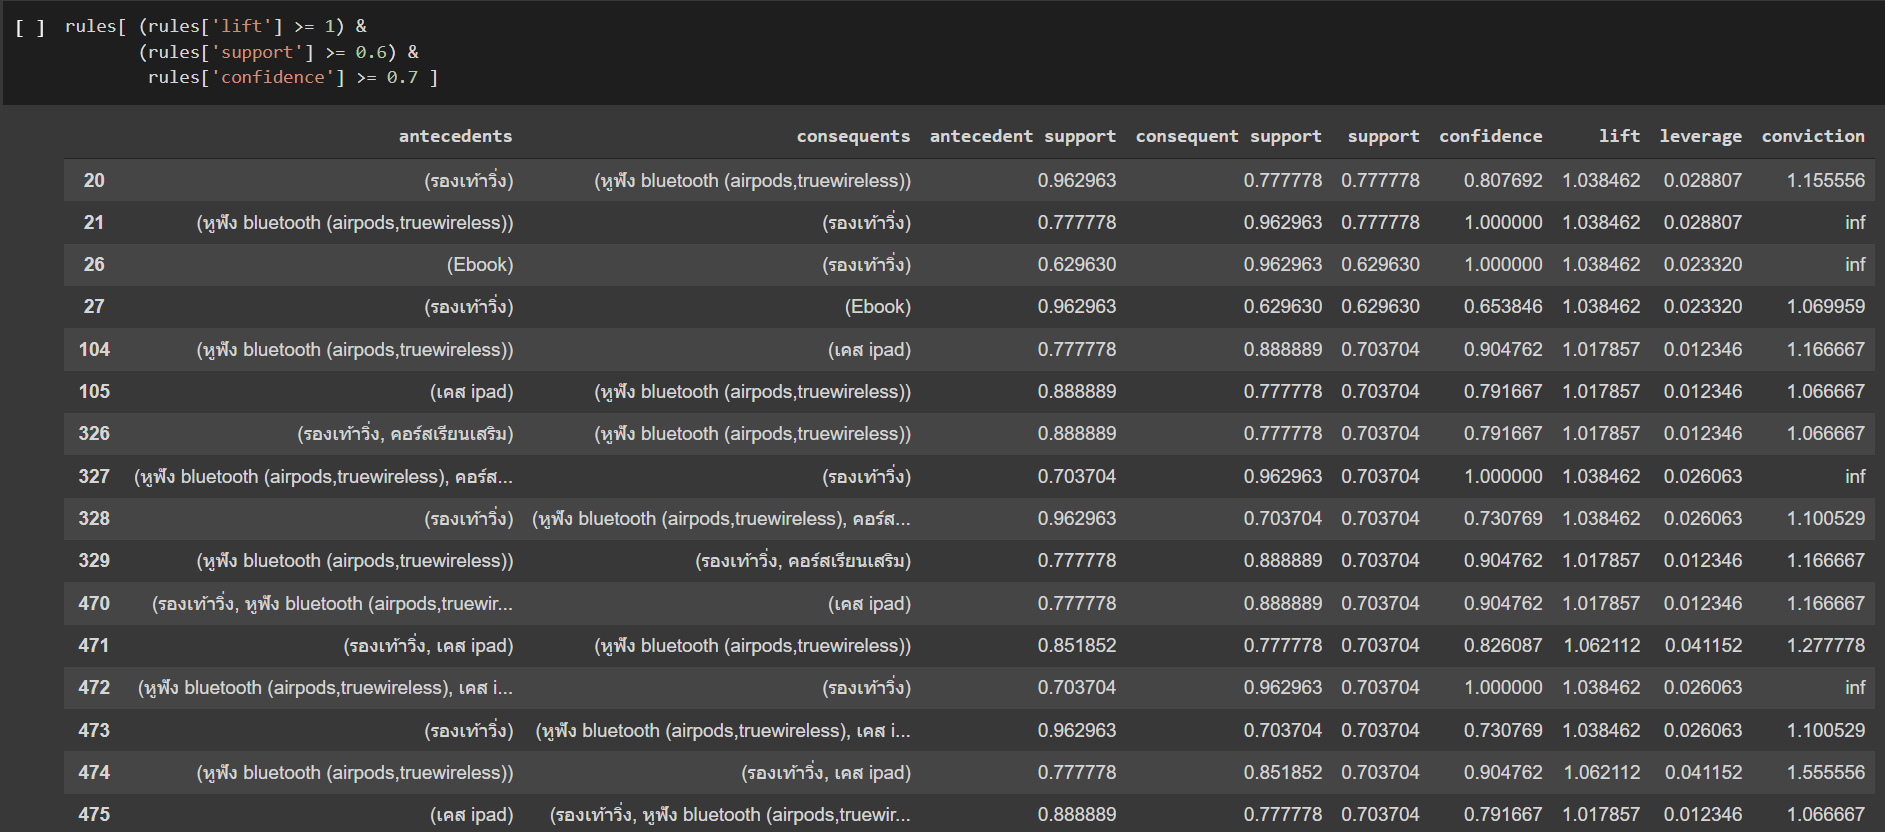 [ ] rules[ (rules['lift'] >= 1) &
(rules['support'] >= 0.6) &
rules['confidence'] >= 0.7 ]
antecedents consequents antecedent support consequent support support confidence lift leverage conviction
20 (รองเท้าวิ่ง) (หูฟัง bluetooth (airpods,truewireless)) 0.962963 0.777778 0.777778 0.807692 1.038462 0.028807 1.155556
21 (หูฟัง bluetooth (airpods,truewireless)) (รองเท้าวิ่ง) 0.777778 0.962963 0.777778 1.000000 1.038462 0.028807 inf
26 (Ebook) (รองเท้าวิ่ง) 0.629630 0.962963 0.629630 1.000000 1.038462 0.023320 inf
27 (รองเท้าวิ่ง) (Ebook) 0.962963 0.629630 0.629630 0.653846 1.038462 0.023320 1.069959
104 (หูฟัง bluetooth (airpods,truewireless)) (เคส ipad) 0.777778 0.888889 0.703704 0.904762 1.017857 0.012346 1.166667
105 (เคส ipad) (หูฟัง bluetooth (airpods,truewireless)) 0.888889 0.777778 0.703704 0.791667 1.017857 0.012346 1.066667
326 (รองเท้าวิ่ง, คอร์สเรียนเสริม) (หูฟัง bluetooth (airpods,truewireless)) 0.888889 0.777778 0.703704 0.791667 1.017857 0.012346 1.066667
327 (หูฟัง bluetooth (airpods,truewireless), คอร์ส... (รองเท้าวิ่ง) 0.703704 0.962963 0.703704 1.000000 1.038462 0.026063 inf
328 (รองเท้าวิ่ง) (หูฟัง bluetooth (airpods,truewireless), คอร์ส... 0.962963 0.703704 0.703704 0.730769 1.038462 0.026063 1.100529
329 (หูฟัง bluetooth (airpods,truewireless)) (รองเท้าวิ่ง, คอร์สเรียนเสริม) 0.777778 0.888889 0.703704 0.904762 1.017857 0.012346 1.166667
470 (รองเท้าวิ่ง, หูฟัง bluetooth (airpods,truewir... (เคส ipad) 0.777778 0.888889 0.703704 0.904762 1.017857 0.012346 1.166667
471 (รองเท้าวิ่ง, เคส ipad) (หูฟัง bluetooth (airpods,truewireless)) 0.851852 0.777778 0.703704 0.826087 1.062112 0.041152 1.277778
472 (หูฟัง bluetooth (airpods,truewireless), เคส i... (รองเท้าวิ่ง) 0.703704 0.962963 0.703704 1.000000 1.038462 0.026063 inf
473 (รองเท้าวิ่ง) (หูฟัง bluetooth (airpods,truewireless), เคส i... 0.962963 0.703704 0.703704 0.730769 1.038462 0.026063 1.100529
474 (หูฟัง bluetooth (airpods,truewireless)) (รองเท้าวิ่ง, เคส ipad) 0.777778 0.851852 0.703704 0.904762 1.062112 0.041152 1.555556
475 (เคส ipad) (รองเท้าวิ่ง, หูฟัง bluetooth (airpods,truewir... 0.888889 0.777778 0.703704 0.791667 1.017857 0.012346 1.066667